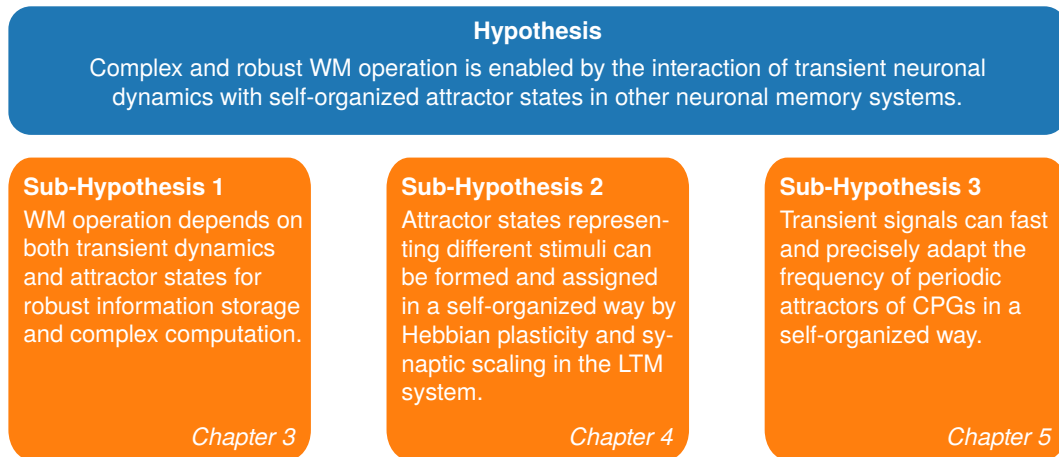 Hypothesis
Complex and robust WM operation is enabled by the interaction of transient neuronal
dynamics with self-organized attractor states in other neuronal memory systems.
Sub-Hypothesis 1
WM operation depends on
both transient dynamics
and attractor states for
robust information storage
and complex computation.
Chapter 3
Sub-Hypothesis 2
Attractor states represen-
ting different stimuli can
be formed and assigned
in a self-organized way by
Hebbian plasticity and sy-
naptic scaling in the LTM
system.
Chapter 4
Sub-Hypothesis 3
Transient signals can fast
and precisely adapt the
frequency of periodic
attractors of CPGs in a
self-organized way.
Chapter 5